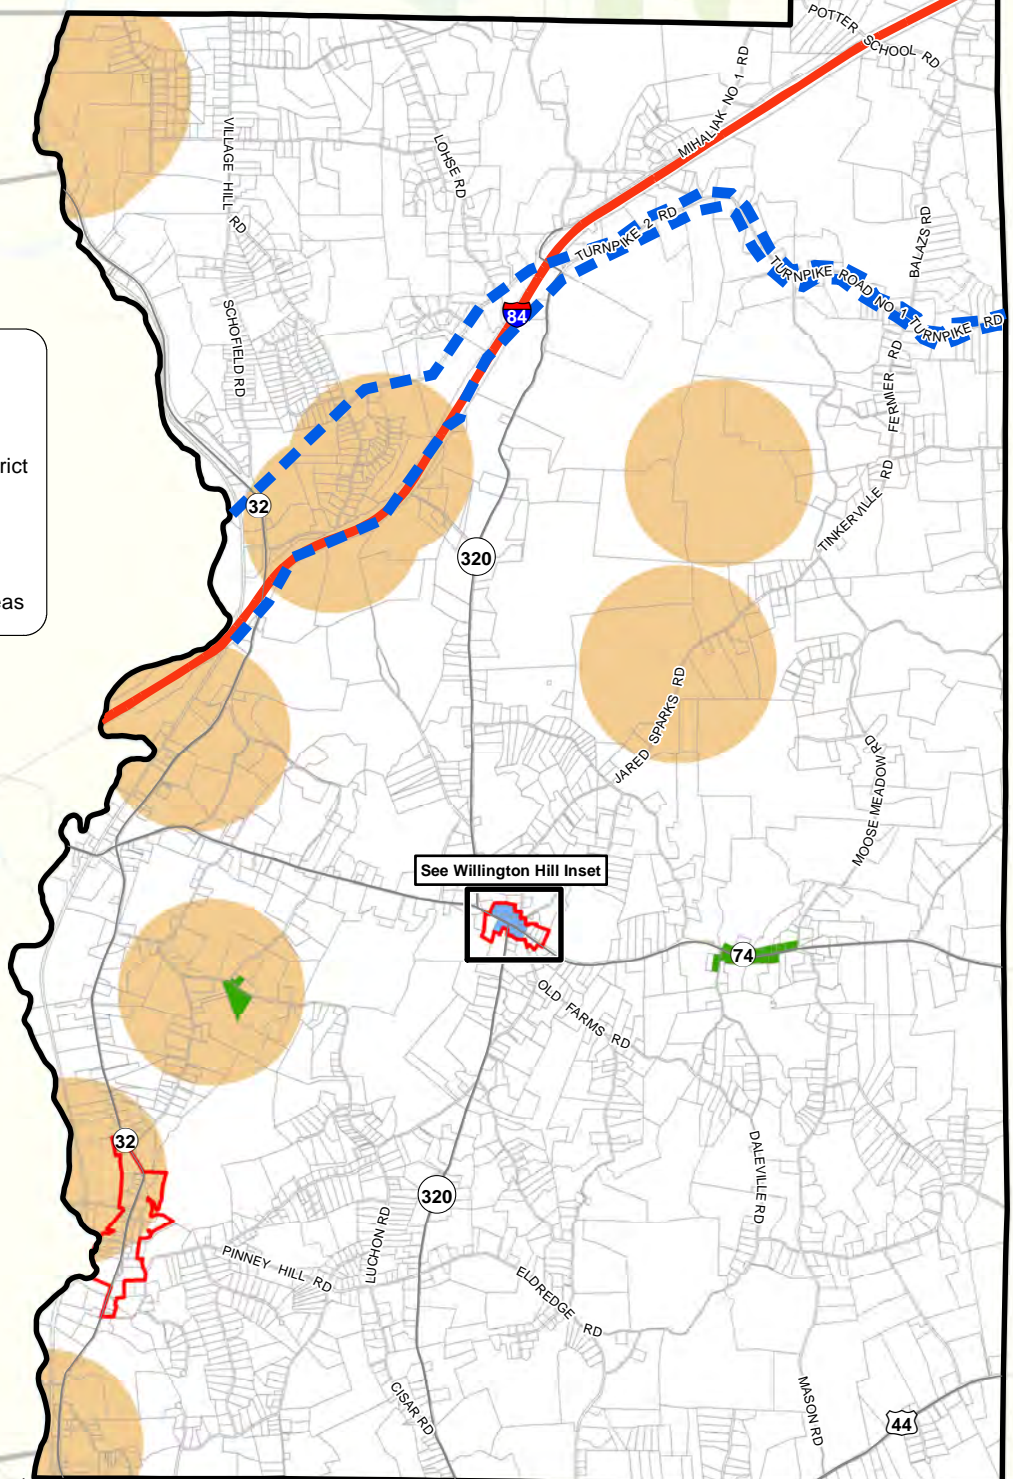 POTTER SCHOOL RD
MIHALIAK NO 1 RD
VILLAGE HILL RD
LOHSE RD
TURNPIKE 2 RD
BALAZS RD
TURNPIKE ROAD NO 1
TURNPIKE RD
84
SCHOFIELD RD
FERMIER RD
rict
TINKERVILLE RD
32
320
eas
JARED SPARKS RD
MOOSE MEADOW RD
See Willington Hill Inset
74
OLD FARMS RD
32
DALEVILLE RD
320
LUCHON RD
PINNEY HILL RD
ELDREDGE RD
CISAR RD
MASON RD
44